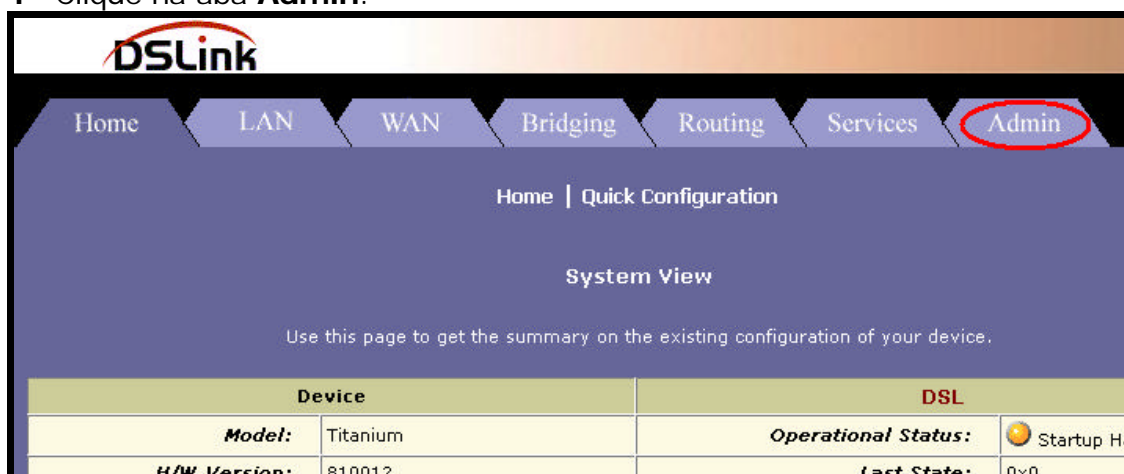 Clique na aba Admin.
DSLink
Home LAN WAN Bridging Routing Services Admin
Home | Quick Configuration
System View
Use this page to get the summary on the existing configuration of your device.
Device DSL
Model: Titanium Operational Status: Startup
H/W Version: 810012 Last State: 0x0